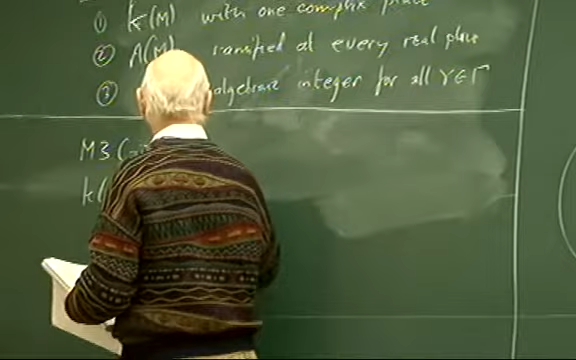 ① k(M) with one complex place
② A(M) ramified at every real place
③ algebraic integer for all γ∈Γ
M3(
k(